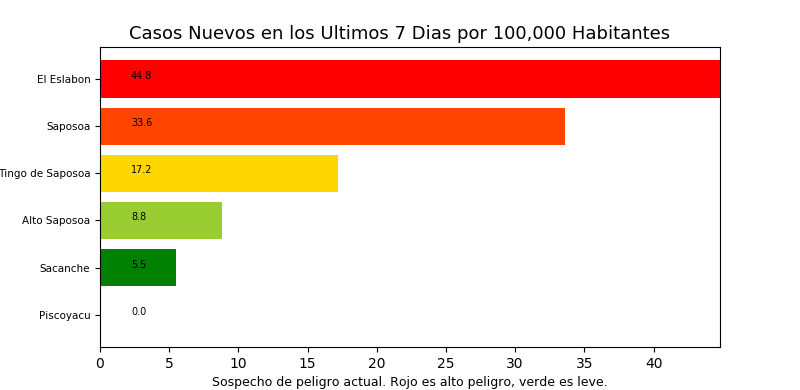 Casos Nuevos en los Ultimos 7 Dias por 100,000 Habitantes
El Eslabon 44.8
Saposoa 33.6
Tingo de Saposoa 17.2
Alto Saposoa 8.8
Sacanche 5.5
Piscoyacu 0.0
0 5 10 15 20 25 30 35 40
Sospecho de peligro actual. Rojo es alto peligro, verde es leve.